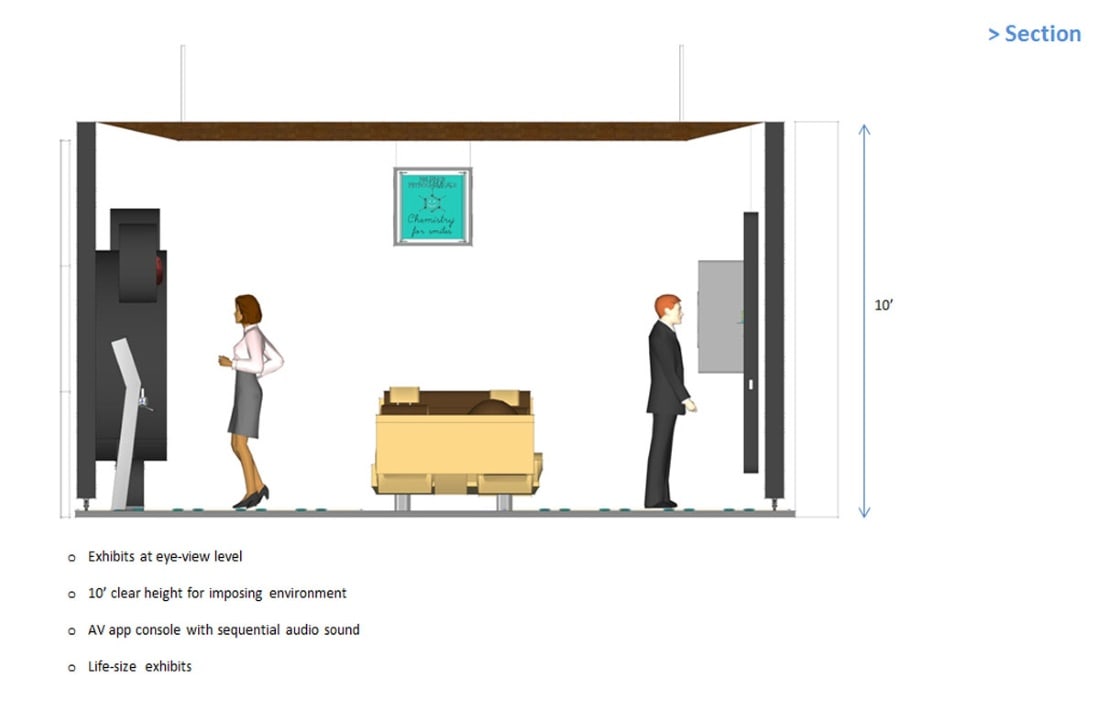 > Section
Chemistry
for smiles
10'
o Exhibits at eye-view level
o 10' clear height for imposing environment
o AV app console with sequential audio sound
o Life-size exhibits